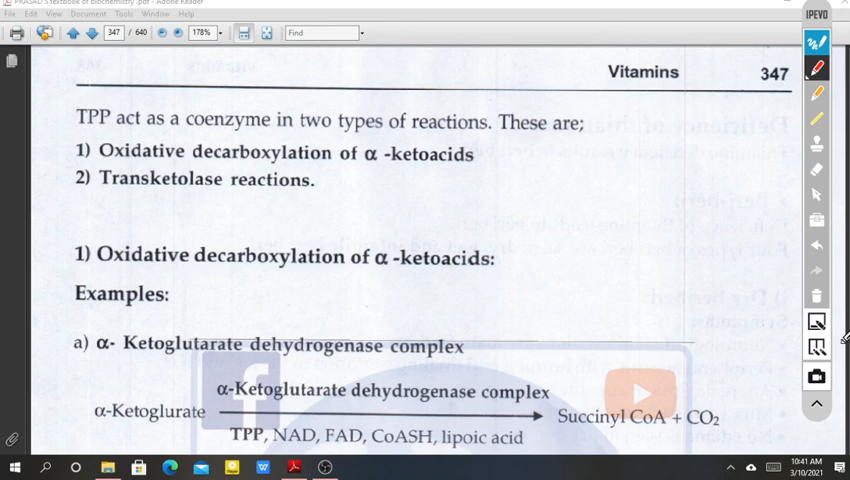 PRASAD'S textbook of biochemistry .pdf - Adobe Reader
File Edit View Document Tools Window Help
347 / 640 178% Find
IPEVO
Vitamins 347
TPP act as a coenzyme in two types of reactions. These are;
1) Oxidative decarboxylation of α -ketoacids
2) Transketolase reactions.
1) Oxidative decarboxylation of α -ketoacids:
Examples:
a) α- Ketoglutarate dehydrogenase complex
α-Ketoglutarate dehydrogenase complex
α-Ketoglurate Succinyl CoA + CO₂
TPP, NAD, FAD, CoASH, lipoic acid
10:41 AM
3/10/2021